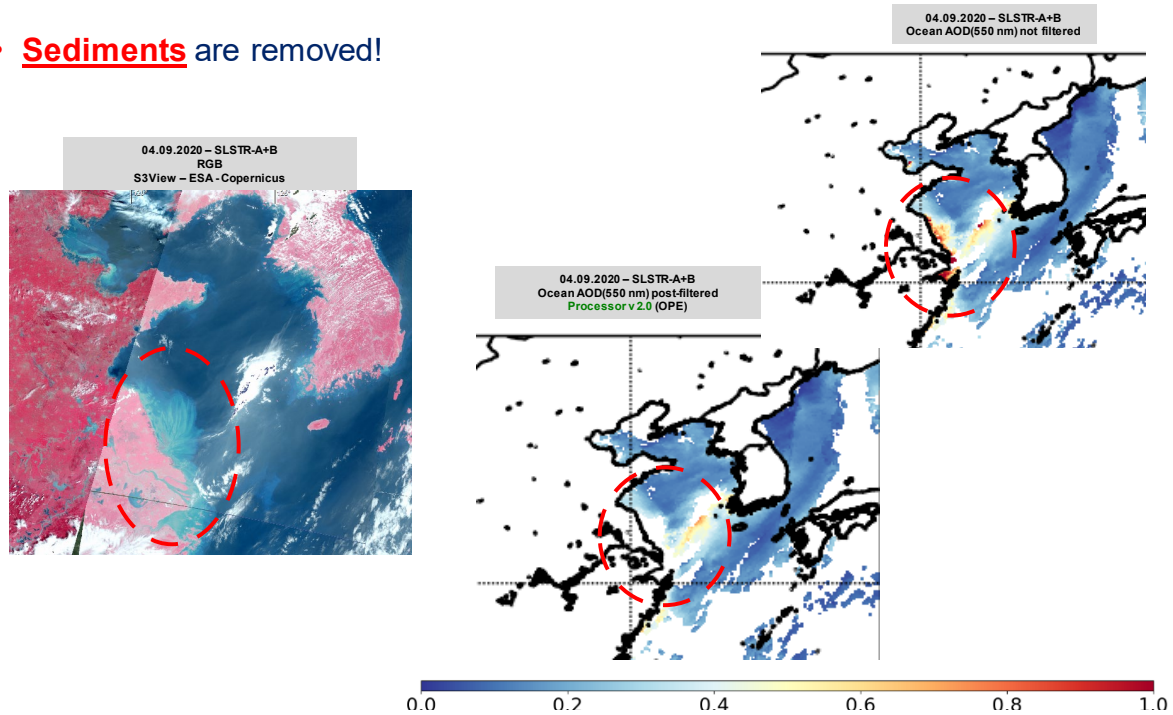 • Sediments are removed!
04.09.2020 – SLSTR-A+B
Ocean AOD(550 nm) not filtered
04.09.2020 – SLSTR-A+B
RGB
S3View – ESA - Copernicus
04.09.2020 – SLSTR-A+B
Ocean AOD(550 nm) post-filtered
Processor v 2.0 (OPE)
0.0 0.2 0.4 0.6 0.8 1.0